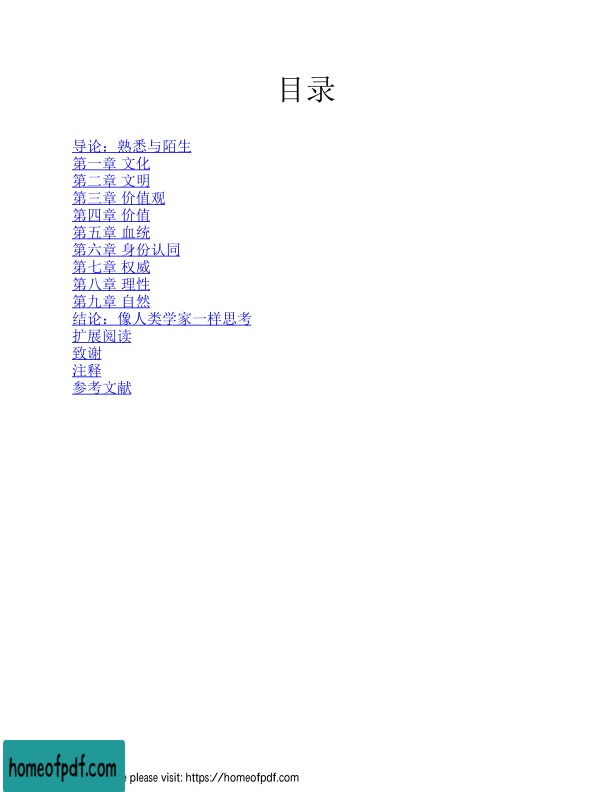 目录
导论：熟悉与陌生
第一章 文化
第二章 文明
第三章 价值观
第四章 价值
第五章 血统
第六章 身份认同
第七章 权威
第八章 理性
第九章 自然
结论：像人类学家一样思考
扩展阅读
致谢
注释
参考文献
homeofpdf.com
please visit: https://homeofpdf.com